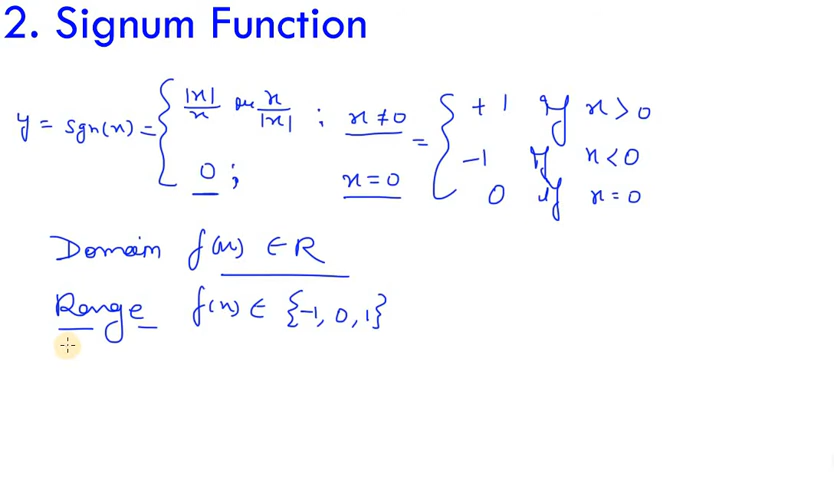 2. Signum Function
y = sgn(x) = { |x|/x or x/|x| ; x ≠ 0 = { +1 if x > 0
-1 if x < 0
0 ; x = 0 0 if x = 0
Domain f(x) ∈ R
Range f(x) ∈ {-1, 0, 1}